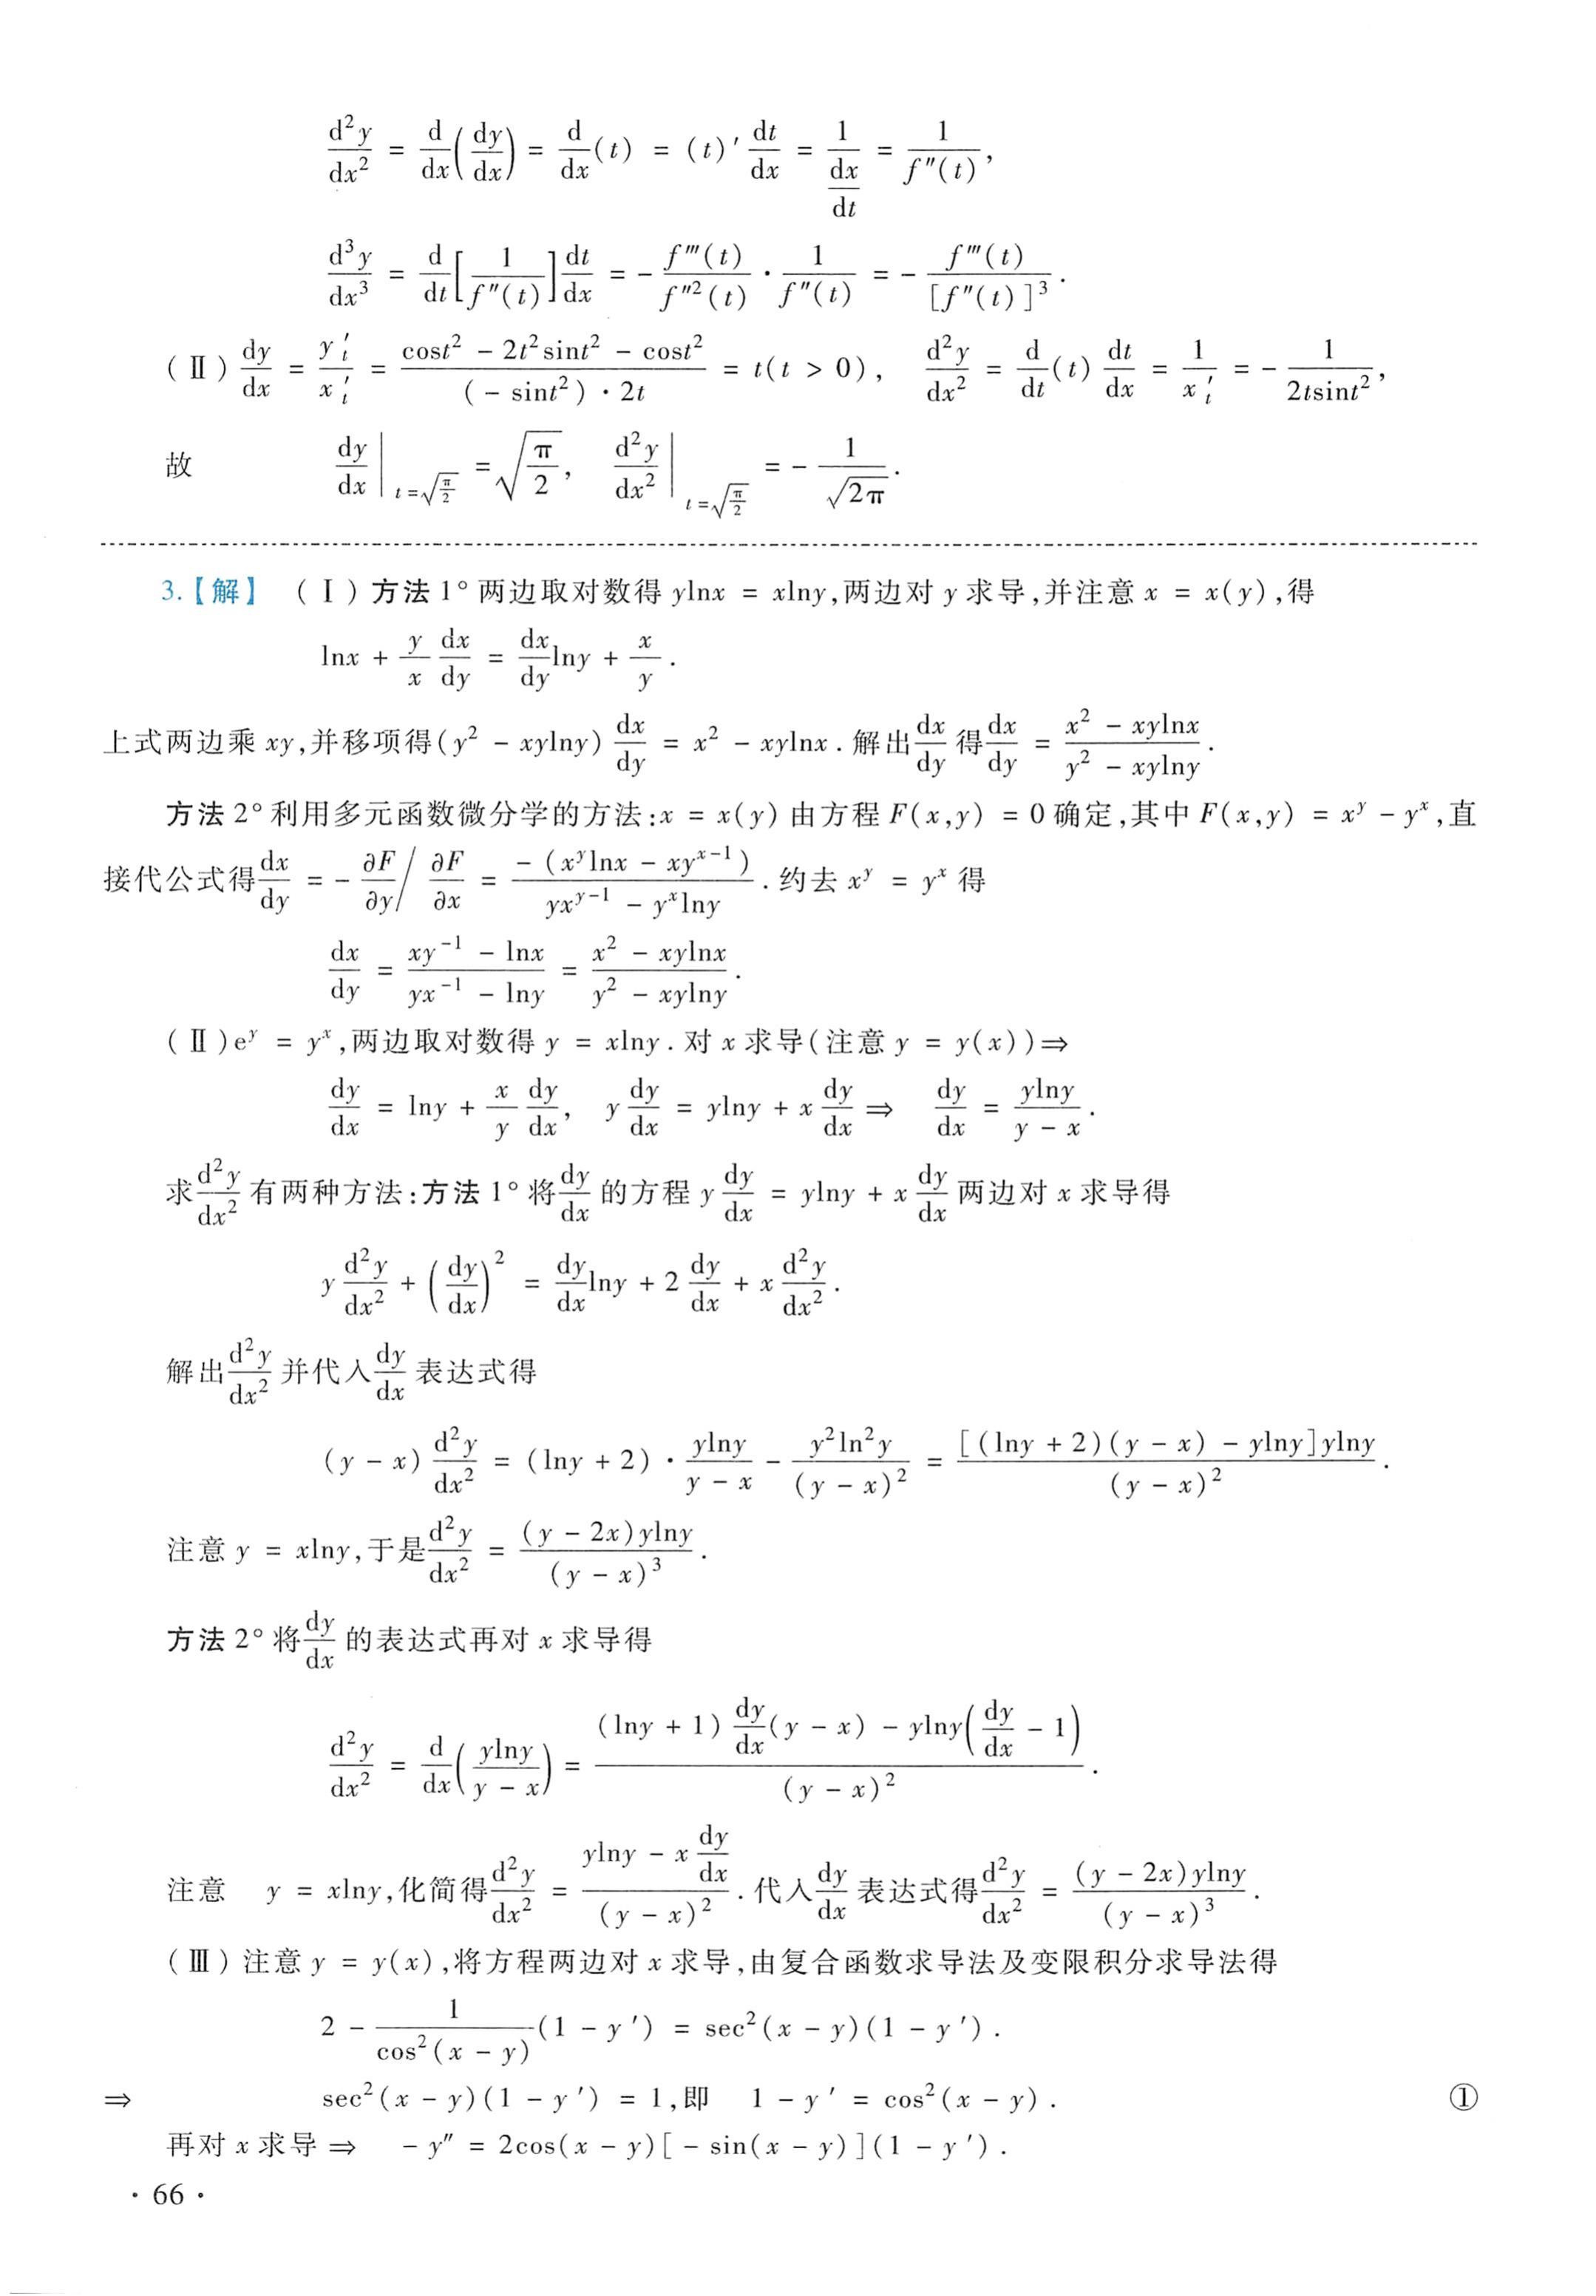 $\frac{d^2y}{dx^2} = \frac{d}{dx}\left(\frac{dy}{dx}\right) = \frac{d}{dx}(t) = (t)'\frac{dt}{dx} = \frac{1}{\frac{dx}{dt}} = \frac{1}{f''(t)},$
$\frac{d^3y}{dx^3} = \frac{d}{dt}\left[\frac{1}{f''(t)}\right]\frac{dt}{dx} = -\frac{f'''(t)}{f''^2(t)} \cdot \frac{1}{f''(t)} = -\frac{f'''(t)}{[f''(t)]^3}.$
(Ⅱ) $\frac{dy}{dx} = \frac{y'_t}{x'_t} = \frac{\cos t^2 - 2t^2\sin t^2 - \cos t^2}{(-\sin t^2) \cdot 2t} = t(t > 0), \quad \frac{d^2y}{dx^2} = \frac{d}{dt}(t)\frac{dt}{dx} = \frac{1}{x'_t} = -\frac{1}{2t\sin t^2},$
故 $\left.\frac{dy}{dx}\right|_{t=\sqrt{\frac{π}{2}}} = \sqrt{\frac{π}{2}}, \quad \left.\frac{d^2y}{dx^2}\right|_{t=\sqrt{\frac{π}{2}}} = -\frac{1}{\sqrt{2π}}.$
3.【解】 (Ⅰ) 方法 1° 两边取对数得 $y\ln x = x\ln y$,两边对 y 求导,并注意 $x = x(y)$,得
$\ln x + \frac{y}{x}\frac{dx}{dy} = \frac{dx}{dy}\ln y + \frac{x}{y}.$
上式两边乘 xy,并移项得 $(y^2 - xy\ln y)\frac{dx}{dy} = x^2 - xy\ln x$. 解出 $\frac{dx}{dy}$ 得 $\frac{dx}{dy} = \frac{x^2 - xy\ln x}{y^2 - xy\ln y}.$
方法 2° 利用多元函数微分学的方法:$x = x(y)$ 由方程 $F(x,y) = 0$ 确定,其中 $F(x,y) = x^y - y^x$,直
接代公式得 $\frac{dx}{dy} = -\frac{∂F}{∂y}\Big/\frac{∂F}{∂x} = \frac{-(x^y\ln x - xy^{x-1})}{yx^{y-1} - y^x\ln y}$. 约去 $x^y = y^x$ 得
$\frac{dx}{dy} = \frac{xy^{-1} - \ln x}{yx^{-1} - \ln y} = \frac{x^2 - xy\ln x}{y^2 - xy\ln y}.$
(Ⅱ) $e^y = y^x$,两边取对数得 $y = x\ln y$. 对 x 求导(注意 $y = y(x)$)⇒
$\frac{dy}{dx} = \ln y + \frac{x}{y}\frac{dy}{dx}, \quad y\frac{dy}{dx} = y\ln y + x\frac{dy}{dx} ⇒ \frac{dy}{dx} = \frac{y\ln y}{y - x}.$
求 $\frac{d^2y}{dx^2}$ 有两种方法:方法 1° 将 $\frac{dy}{dx}$ 的方程 $y\frac{dy}{dx} = y\ln y + x\frac{dy}{dx}$ 两边对 x 求导得
$y\frac{d^2y}{dx^2} + \left(\frac{dy}{dx}\right)^2 = \frac{dy}{dx}\ln y + 2\frac{dy}{dx} + x\frac{d^2y}{dx^2}.$
解出 $\frac{d^2y}{dx^2}$ 并代入 $\frac{dy}{dx}$ 表达式得
$(y - x)\frac{d^2y}{dx^2} = (\ln y + 2) \cdot \frac{y\ln y}{y - x} - \frac{y^2\ln^2 y}{(y - x)^2} = \frac{[(\ln y + 2)(y - x) - y\ln y]y\ln y}{(y - x)^2}.$
注意 $y = x\ln y$,于是 $\frac{d^2y}{dx^2} = \frac{(y - 2x)y\ln y}{(y - x)^3}.$
方法 2° 将 $\frac{dy}{dx}$ 的表达式再对 x 求导得
$\frac{d^2y}{dx^2} = \frac{d}{dx}\left(\frac{y\ln y}{y - x}\right) = \frac{(\ln y + 1)\frac{dy}{dx}(y - x) - y\ln y\left(\frac{dy}{dx} - 1\right)}{(y - x)^2}.$
注意 $y = x\ln y$,化简得 $\frac{d^2y}{dx^2} = \frac{y\ln y - x\frac{dy}{dx}}{(y - x)^2}$. 代入 $\frac{dy}{dx}$ 表达式得 $\frac{d^2y}{dx^2} = \frac{(y - 2x)y\ln y}{(y - x)^3}.$
(Ⅲ) 注意 $y = y(x)$,将方程两边对 x 求导,由复合函数求导法及变限积分求导法得
$2 - \frac{1}{\cos^2(x - y)}(1 - y') = \sec^2(x - y)(1 - y').$
⇒ $\sec^2(x - y)(1 - y') = 1$,即 $1 - y' = \cos^2(x - y).$ ①
再对 x 求导 ⇒ $-y'' = 2\cos(x - y)[-\sin(x - y)](1 - y').$
· 66 ·